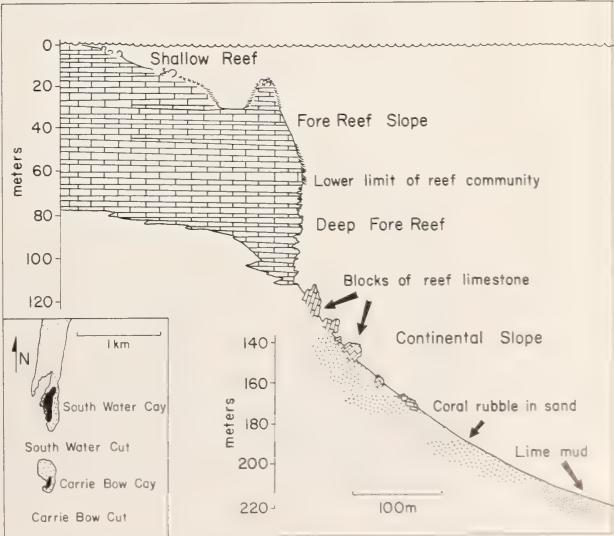 0
Shallow Reef
20
Fore Reef Slope
40
meters
60
Lower limit of reef community
80
Deep Fore Reef
100
Blocks of reef limestone
120
140
Continental Slope
1km
N
160
South Water Cay
Coral rubble in sand
meters
180
South Water Cut
Lime mud
200
Carrie Bow Cay
100m
220
Carrie Bow Cut